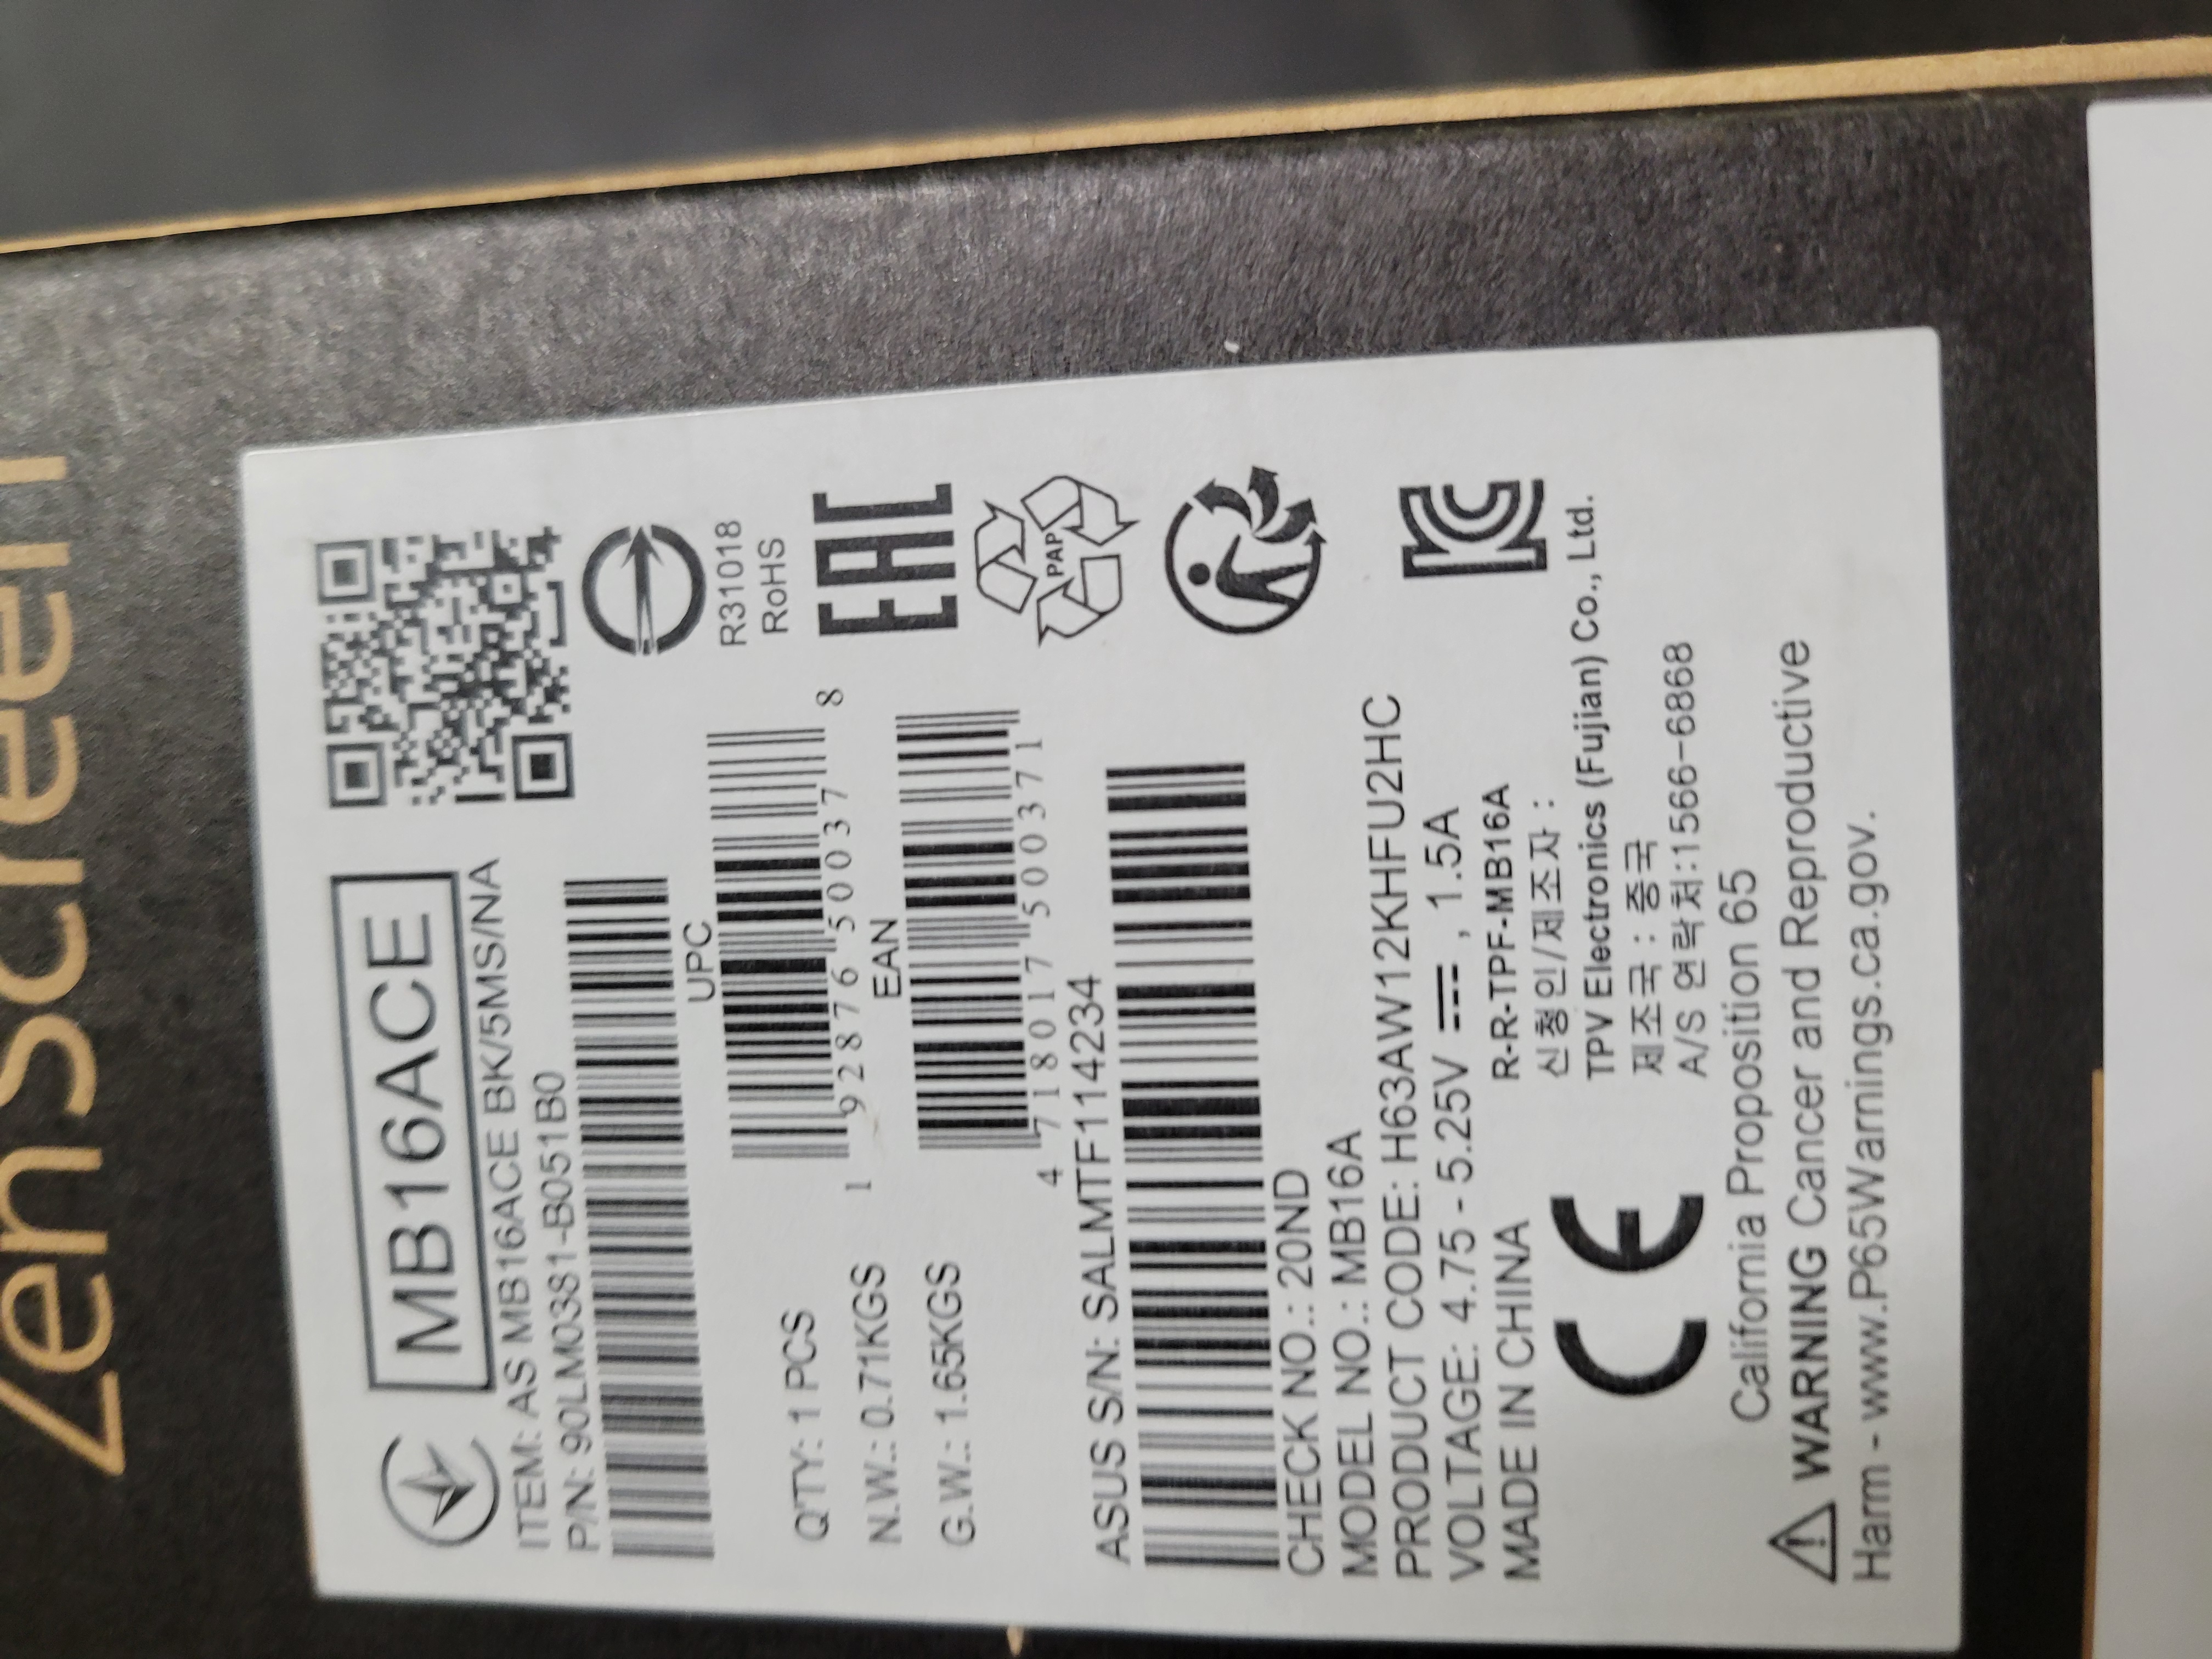 ZenScreen
MB16ACE
ITEM: AS MB16ACE BK/5MS/NA
P/N: 90LM0381-B051B0
UPC
1 92876 50037 8
EAN
4 718017 500371
Q'TY: 1 PCS
N.W.: 0.71KGS
G.W.: 1.65KGS
R31018
RoHS
EAC
PAP
ASUS S/N: SALMTF114234
CHECK NO.: 20ND
MODEL NO.: MB16A
PRODUCT CODE: H63AW12KHFU2HC
VOLTAGE: 4.75 - 5.25V ⎓, 1.5A
MADE IN CHINA
CE
R-R-TPF-MB16A
신청인/제조자 :
TPV Electronics (Fujian) Co., Ltd.
제조국 : 중국
A/S 연락처:1566-6868
California Proposition 65
⚠ WARNING Cancer and Reproductive
Harm - www.P65Warnings.ca.gov.